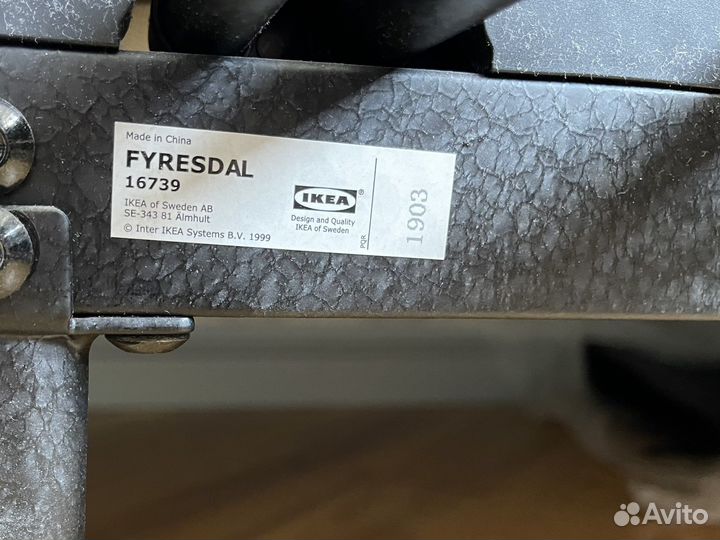 Made in China
FYRESDAL
16739
IKEA of Sweden AB
SE-343 81 Älmhult
© Inter IKEA Systems B.V. 1999
IKEA®
Design and Quality
IKEA of Sweden
PQR
1903
Avito